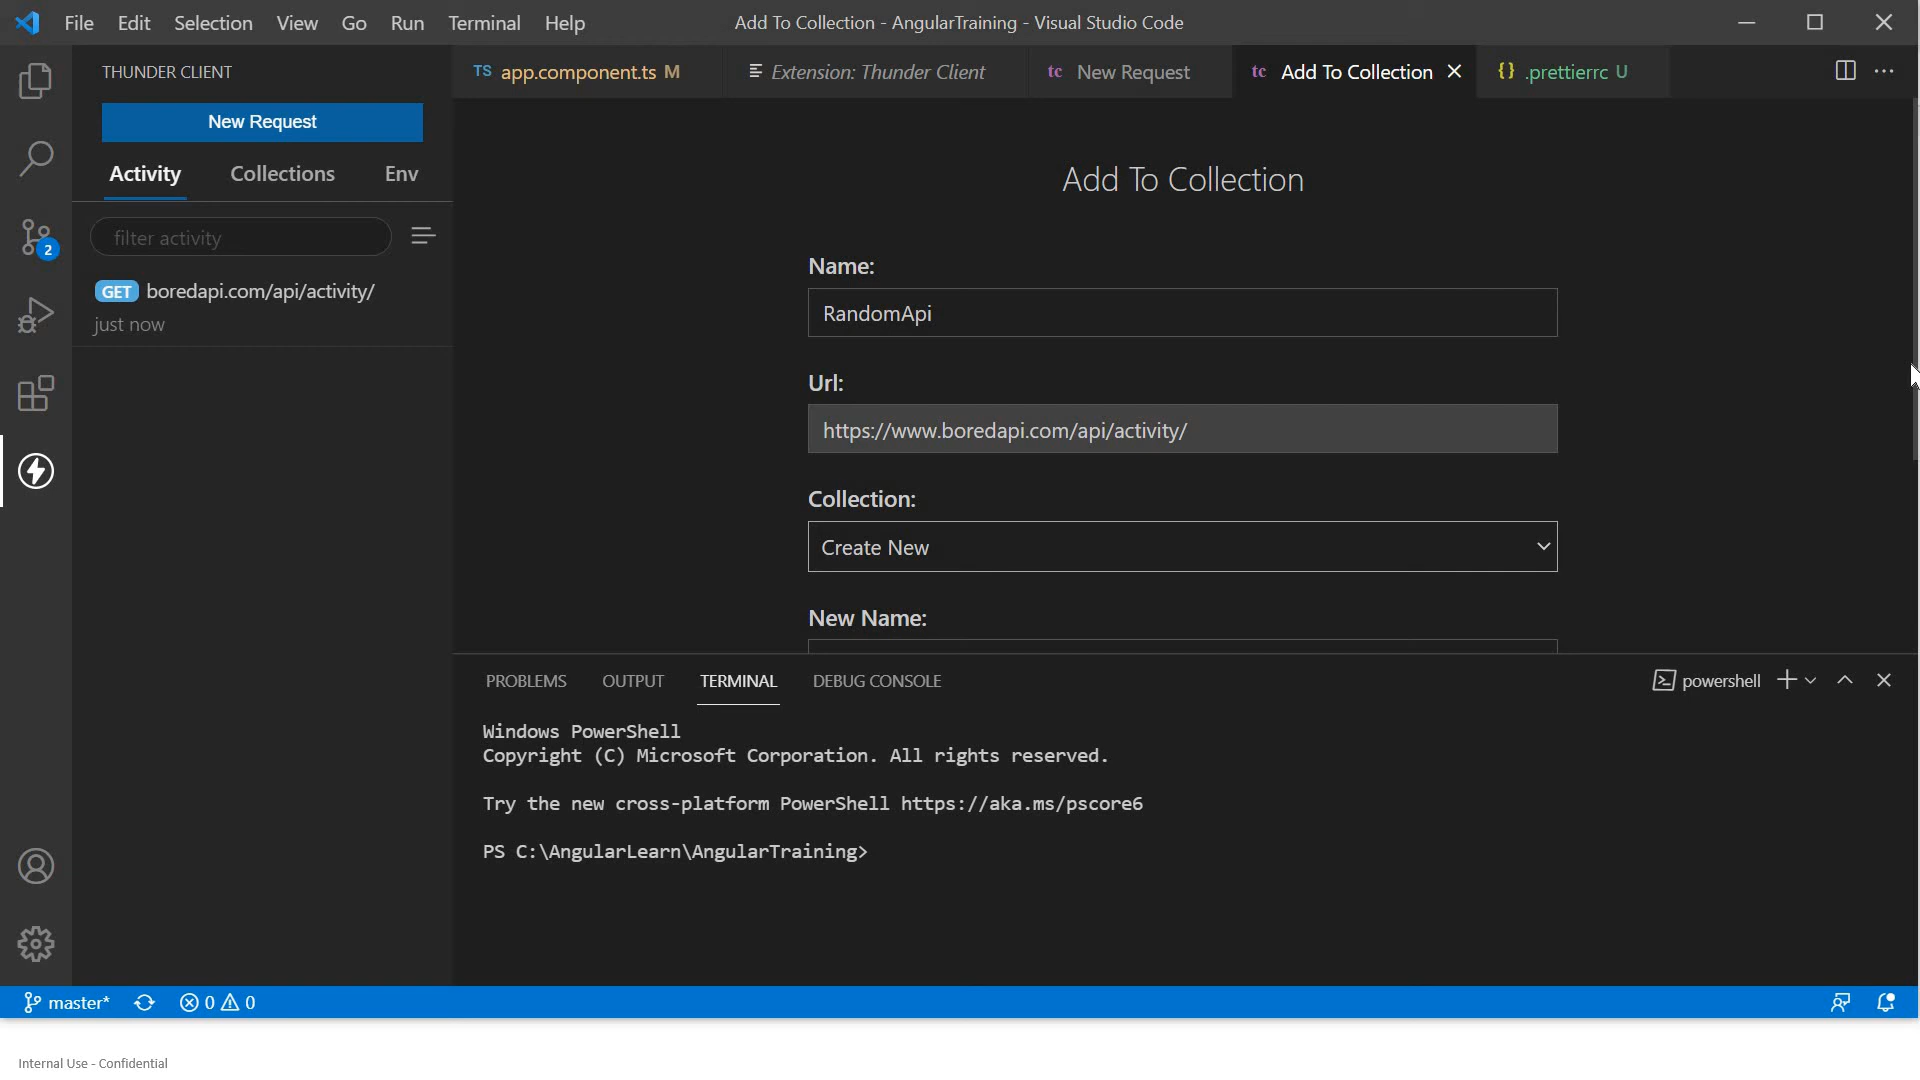 File Edit Selection View Go Run Terminal Help Add To Collection - AngularTraining - Visual Studio Code
THUNDER CLIENT
TS app.component.ts M Extension: Thunder Client tc New Request tc Add To Collection {} .prettierrc U
New Request
Activity Collections Env
filter activity
GET boredapi.com/api/activity/
just now
2
Add To Collection
Name:
RandomApi
Url:
https://www.boredapi.com/api/activity/
Collection:
Create New
New Name:
PROBLEMS OUTPUT TERMINAL DEBUG CONSOLE powershell
Windows PowerShell
Copyright (C) Microsoft Corporation. All rights reserved.
Try the new cross-platform PowerShell https://aka.ms/pscore6
PS C:\AngularLearn\AngularTraining>
master* 0 0
Internal Use - Confidential